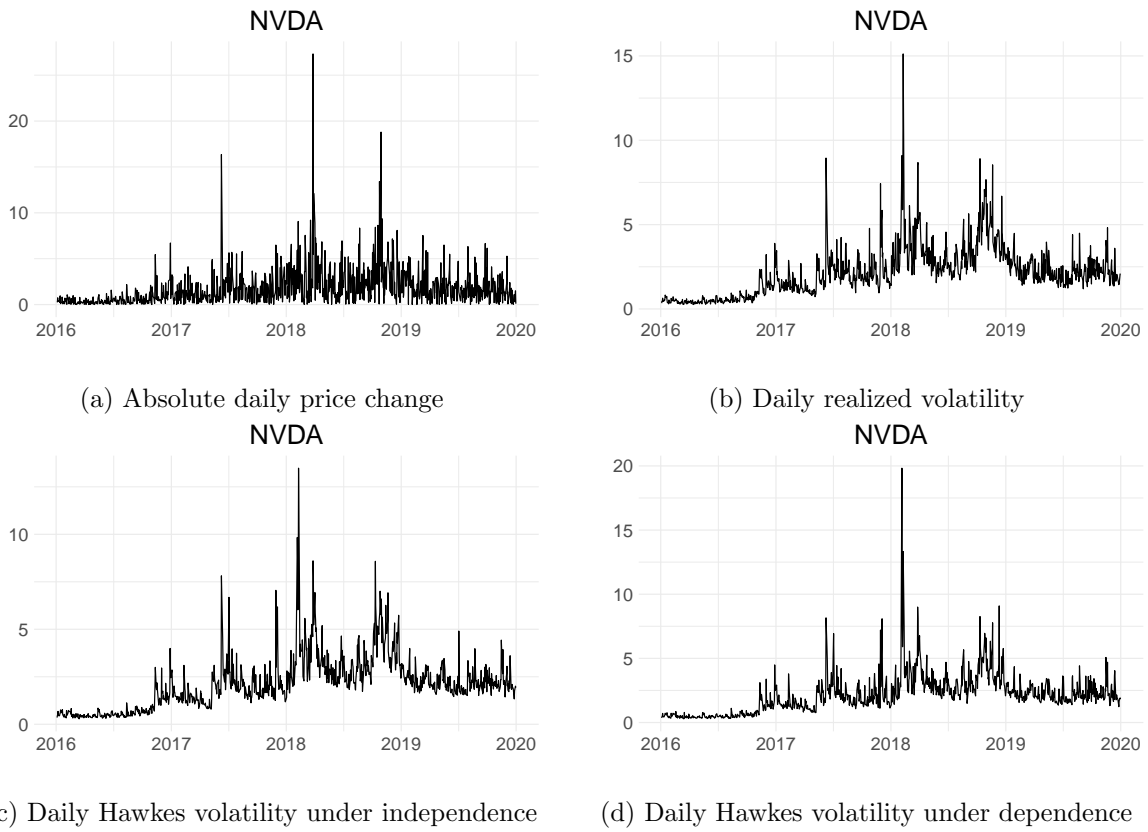 NVDA
20
10
0
2016 2017 2018 2019 2020
(a) Absolute daily price change
NVDA
15
10
5
0
2016 2017 2018 2019 2020
(b) Daily realized volatility
NVDA
10
5
0
2016 2017 2018 2019 2020
c) Daily Hawkes volatility under independence
NVDA
20
15
10
5
0
2016 2017 2018 2019 2020
(d) Daily Hawkes volatility under dependence